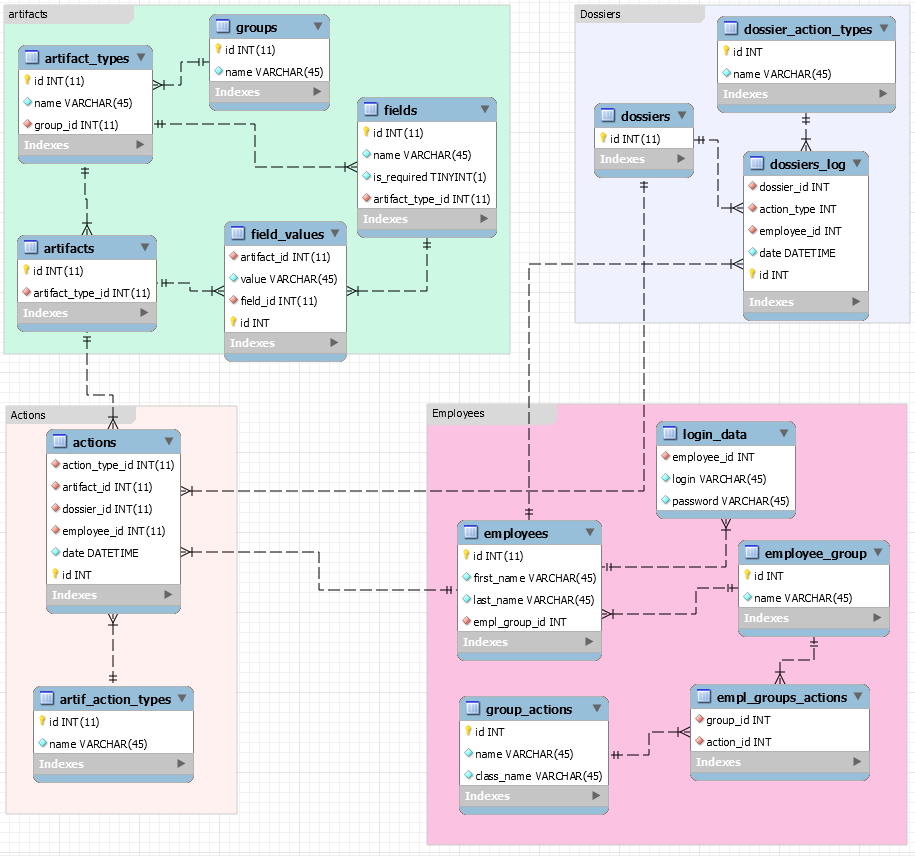 artifacts
groups
id INT(11)
name VARCHAR(45)
Indexes
artifact_types
id INT(11)
name VARCHAR(45)
group_id INT(11)
Indexes
fields
id INT(11)
name VARCHAR(45)
is_required TINYINT(1)
artifact_type_id INT(11)
Indexes
artifacts
id INT(11)
artifact_type_id INT(11)
Indexes
field_values
artifact_id INT(11)
value VARCHAR(45)
field_id INT(11)
id INT
Indexes
Dossiers
dossier_action_types
id INT
name VARCHAR(45)
Indexes
dossiers
id INT(11)
Indexes
dossiers_log
dossier_id INT
action_type INT
employee_id INT
date DATETIME
id INT
Indexes
Actions
actions
action_type_id INT(11)
artifact_id INT(11)
dossier_id INT(11)
employee_id INT(11)
date DATETIME
id INT
Indexes
artif_action_types
id INT(11)
name VARCHAR(45)
Indexes
Employees
login_data
employee_id INT
login VARCHAR(45)
password VARCHAR(45)
employees
id INT(11)
first_name VARCHAR(45)
last_name VARCHAR(45)
empl_group_id INT
Indexes
employee_group
id INT
name VARCHAR(45)
Indexes
group_actions
id INT
name VARCHAR(45)
class_name VARCHAR(45)
Indexes
empl_groups_actions
group_id INT
action_id INT
Indexes